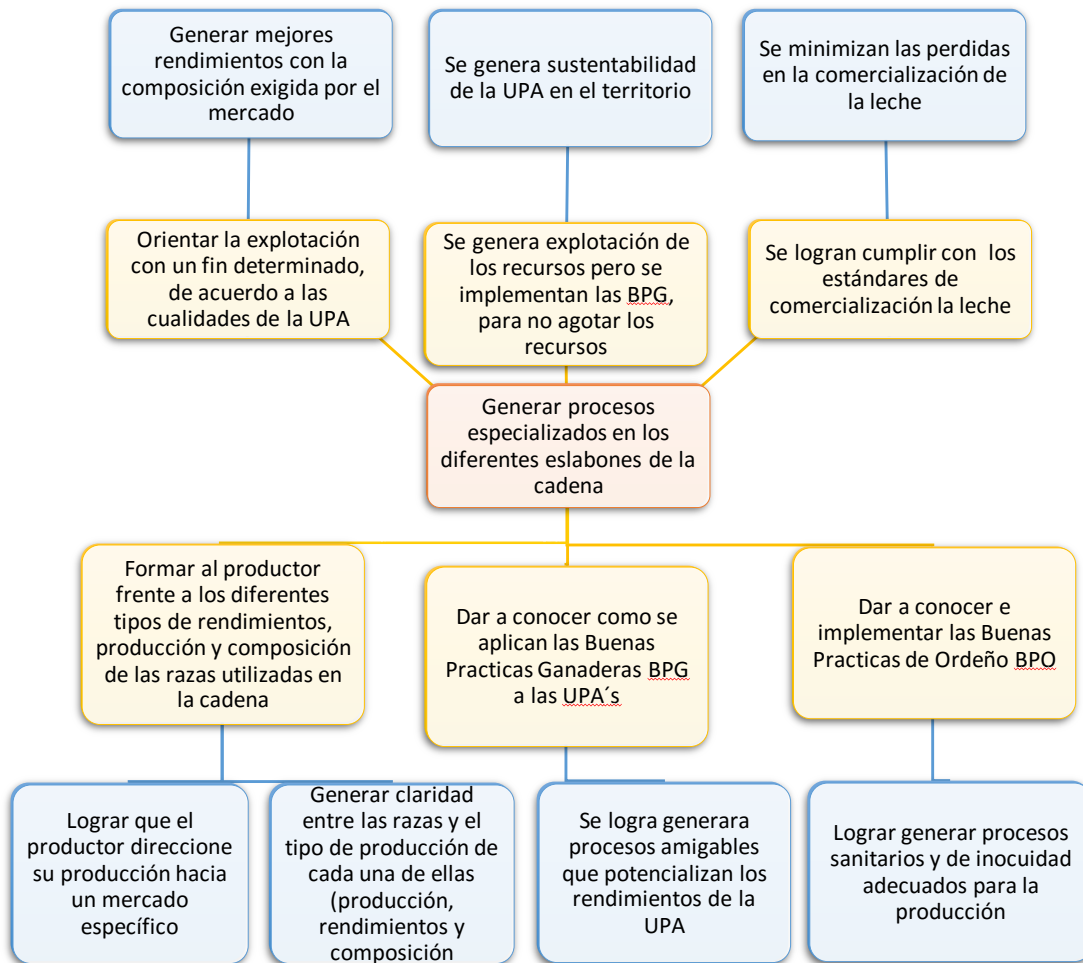 Generar mejores
rendimientos con la
composición exigida por el
mercado
Se genera sustentabilidad
de la UPA en el territorio
Se minimizan las perdidas
en la comercialización de
la leche
Orientar la explotación
con un fin determinado,
de acuerdo a las
cualidades de la UPA
Se genera explotación de
los recursos pero se
implementan las BPG,
para no agotar los
recursos
Se logran cumplir con  los
estándares de
comercialización la leche
Generar procesos
especializados en los
diferentes eslabones de la
cadena
Formar al productor
frente a los diferentes
tipos de rendimientos,
producción y composición
de las razas utilizadas en
la cadena
Dar a conocer como se
aplican las Buenas
Practicas Ganaderas BPG
a las UPA´s
Dar a conocer e
implementar las Buenas
Practicas de Ordeño BPO
Lograr que el
productor direccione
su producción hacia
un mercado
específico
Generar claridad
entre las razas y el
tipo de producción de
cada una de ellas
(producción,
rendimientos y
composición
Se logra generara
procesos amigables
que potencializan los
rendimientos de la
UPA
Lograr generar procesos
sanitarios y de inocuidad
adecuados para la
producción